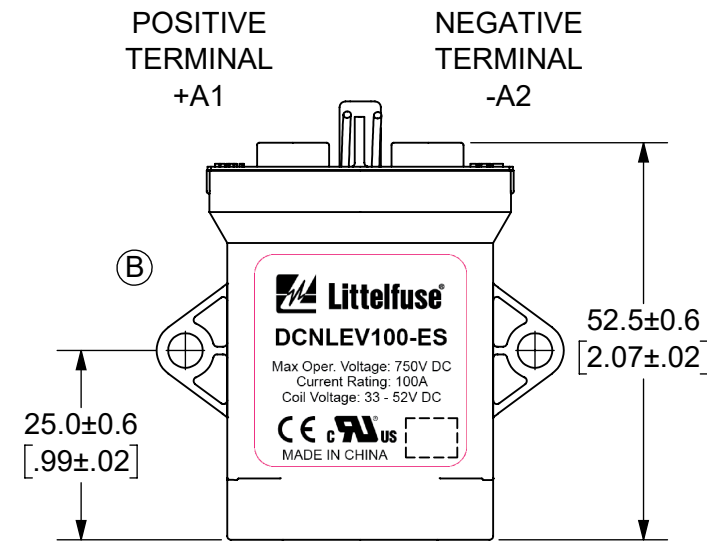 POSITIVE
TERMINAL
+A1
NEGATIVE
TERMINAL
-A2
B
Littelfuse®
DCNLEV100-ES
Max Oper. Voltage: 750V DC
Current Rating: 100A
Coil Voltage: 33 - 52V DC
CE c RU® US
MADE IN CHINA
52.5±0.6
[2.07±.02]
25.0±0.6
[.99±.02]